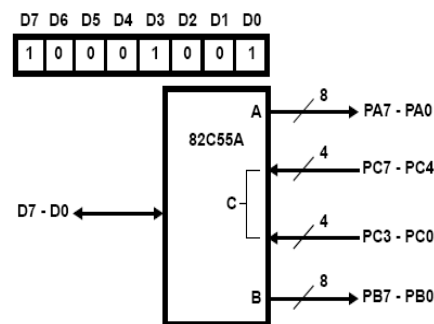 D7 D6 D5 D4 D3 D2 D1 D0
1 0 0 0 1 0 0 1
A 8 PA7 - PA0
82C55A
4 PC7 - PC4
C
D7 - D0
4 PC3 - PC0
B 8 PB7 - PB0